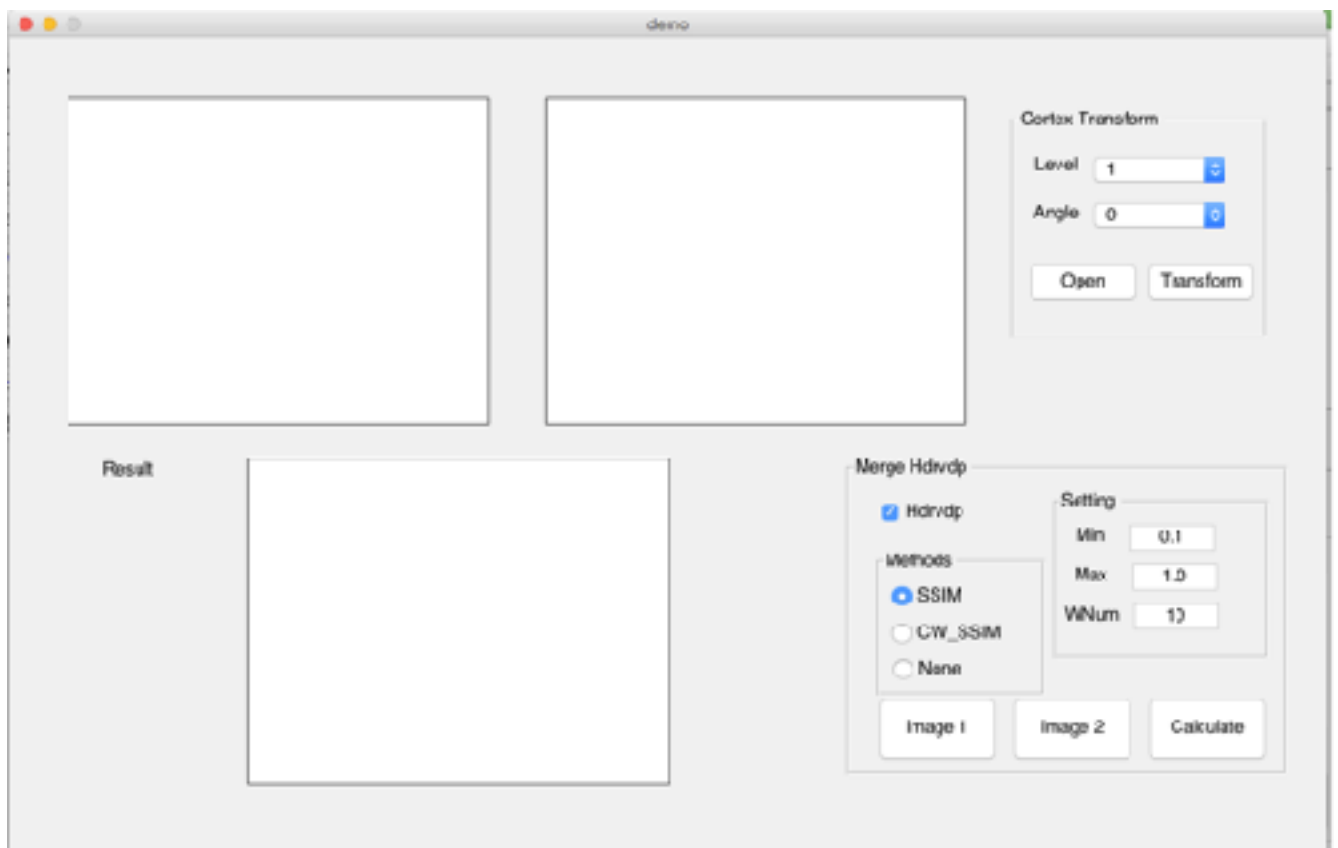 demo
Cortex Transform
Level 1
Angle 0
Open Transform
Result
Merge Hdrvdp
Hdrvdp
Setting
Min 0.1
Max 1.0
WNum 10
Methods
SSIM
CW_SSIM
None
Image 1 Image 2 Calculate